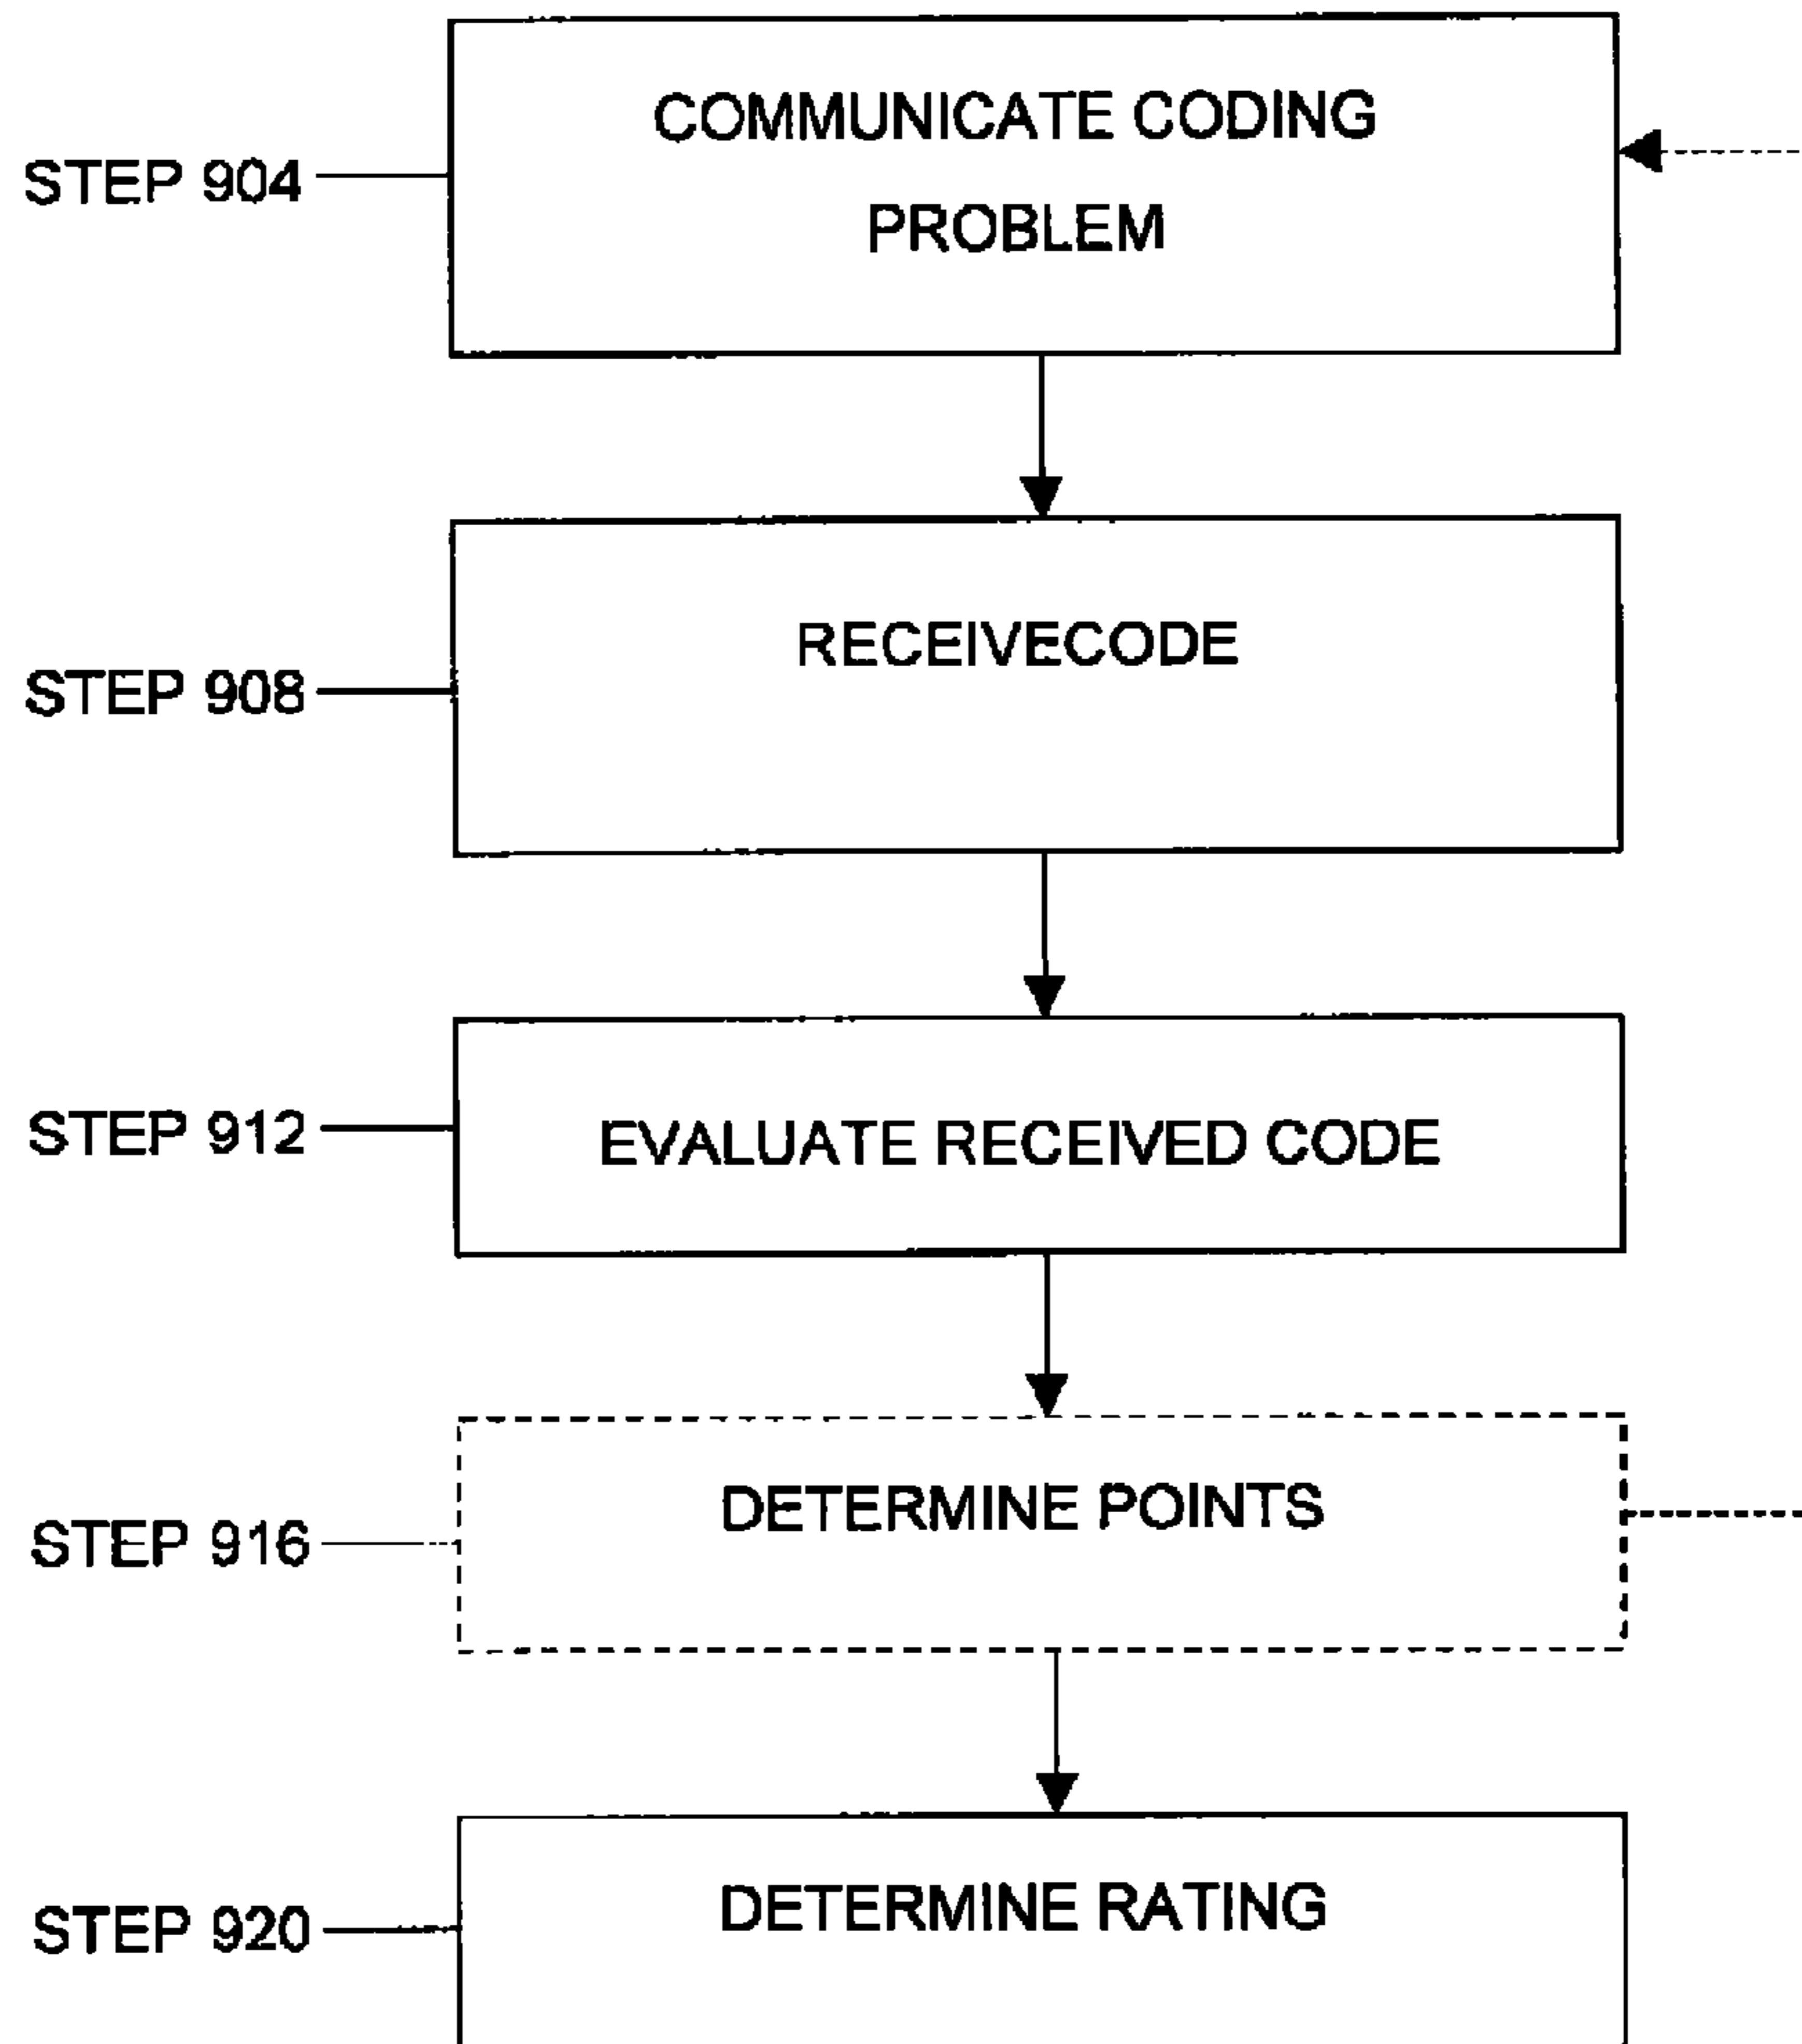 STEP 904
COMMUNICATE CODING
PROBLEM
STEP 908
RECEIVECODE
STEP 912
EVALUATE RECEIVED CODE
STEP 916
DETERMINE POINTS
STEP 920
DETERMINE RATING